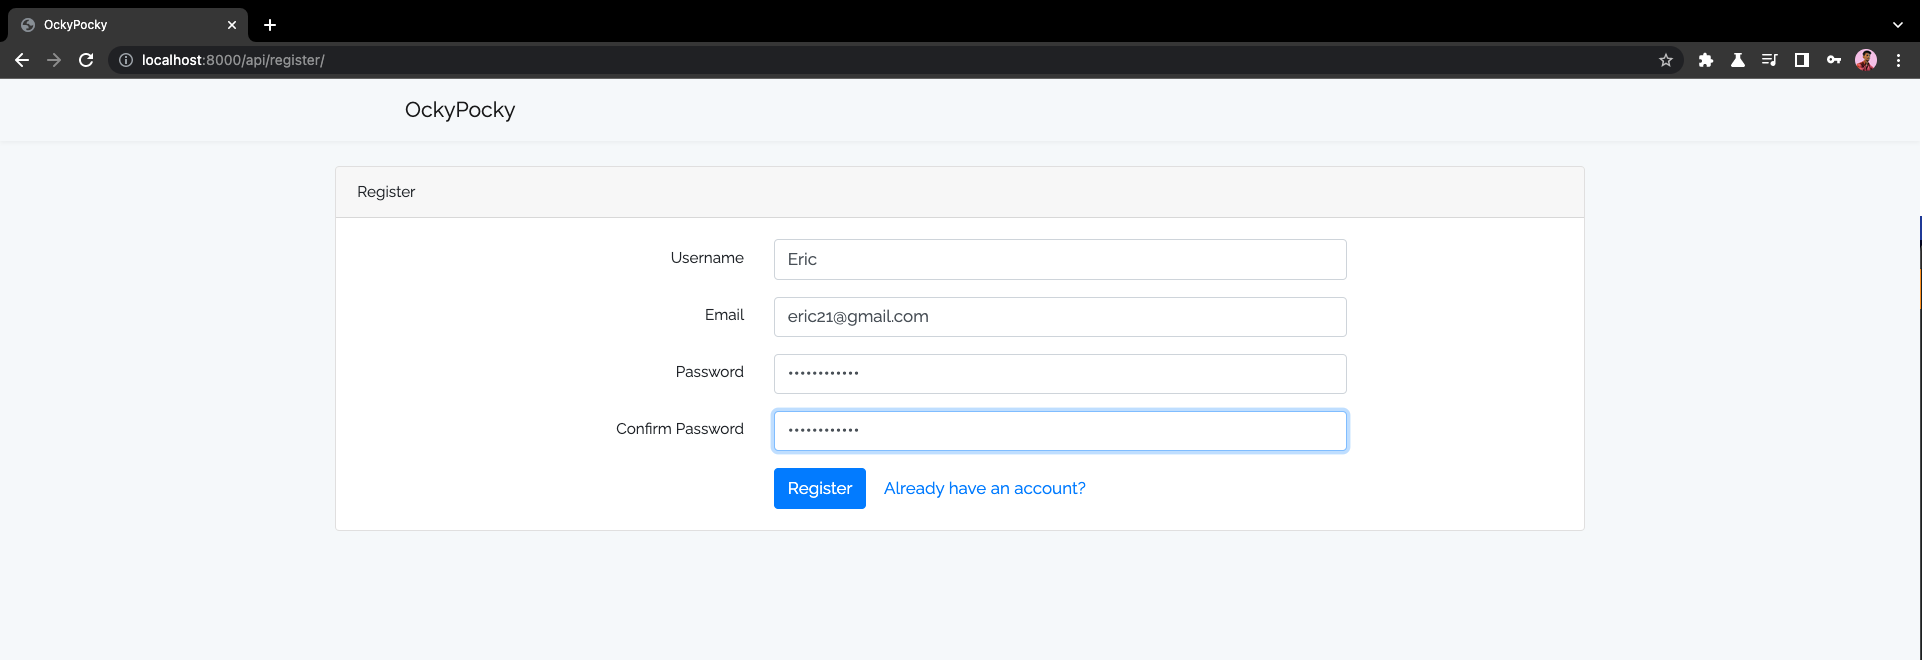 OckyPocky
localhost:8000/api/register/
OckyPocky
Register
Username Eric
Email eric21@gmail.com
Password ••••••••••••
Confirm Password ••••••••••••
Register Already have an account?